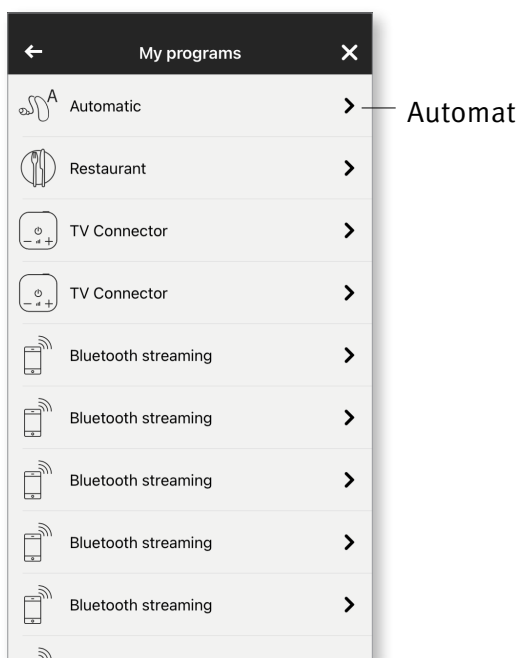 My programs
Automatic
Automat
Restaurant
TV Connector
TV Connector
Bluetooth streaming
Bluetooth streaming
Bluetooth streaming
Bluetooth streaming
Bluetooth streaming